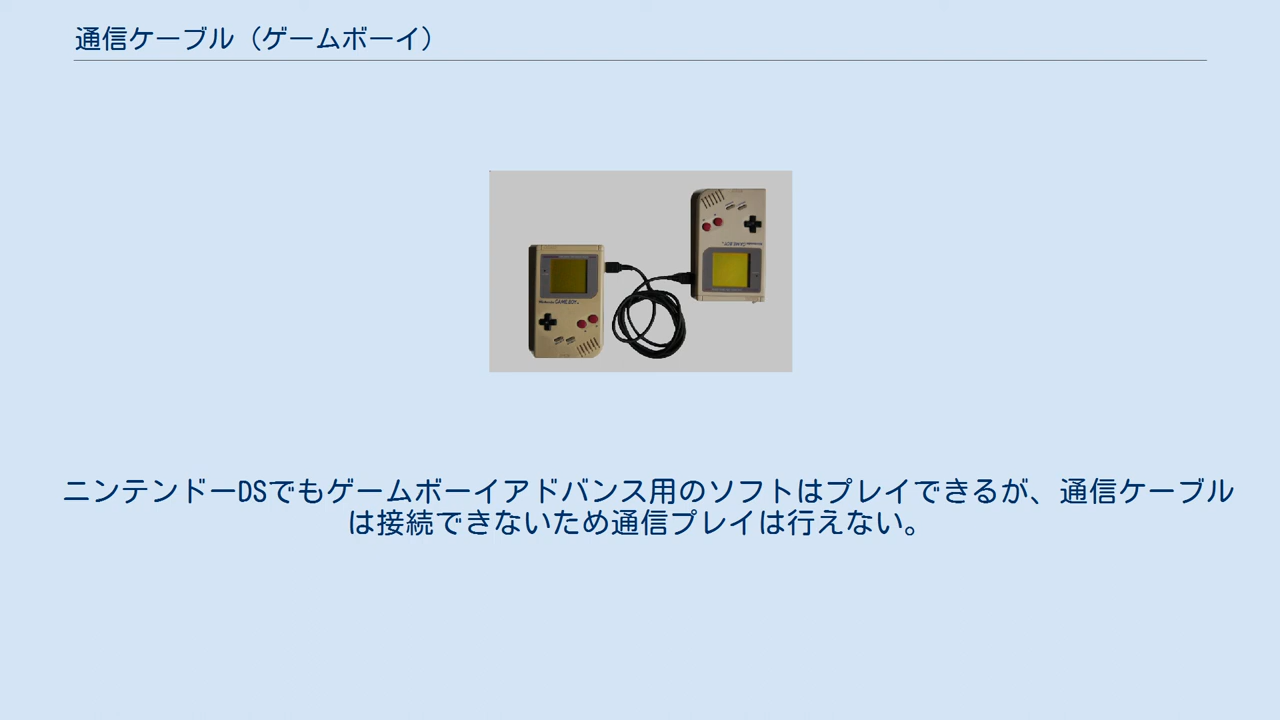 通信ケーブル（ゲームボーイ）
ニンテンドーDSでもゲームボーイアドバンス用のソフトはプレイできるが、通信ケーブル
は接続できないため通信プレイは行えない。